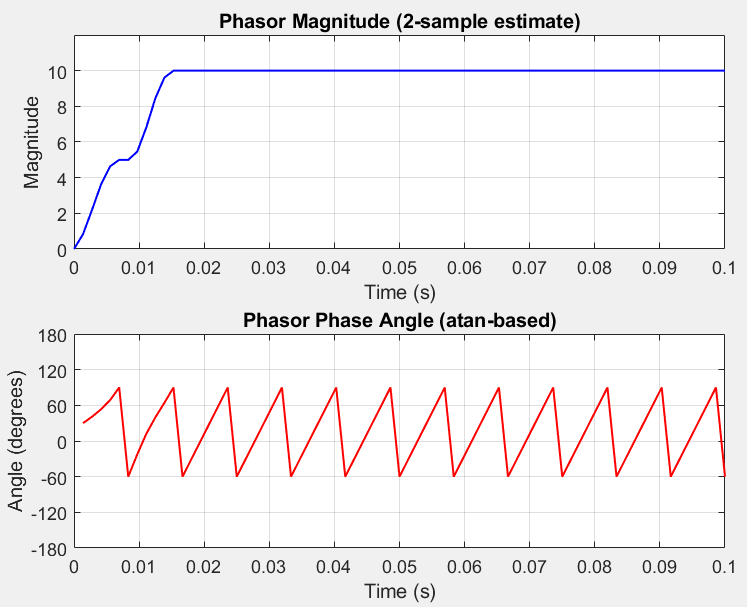 Phasor Magnitude (2-sample estimate)
Magnitude
10
8
6
4
2
0
0 0.01 0.02 0.03 0.04 0.05 0.06 0.07 0.08 0.09 0.1
Time (s)
Phasor Phase Angle (atan-based)
Angle (degrees)
180
120
60
0
-60
-120
-180
0 0.01 0.02 0.03 0.04 0.05 0.06 0.07 0.08 0.09 0.1
Time (s)